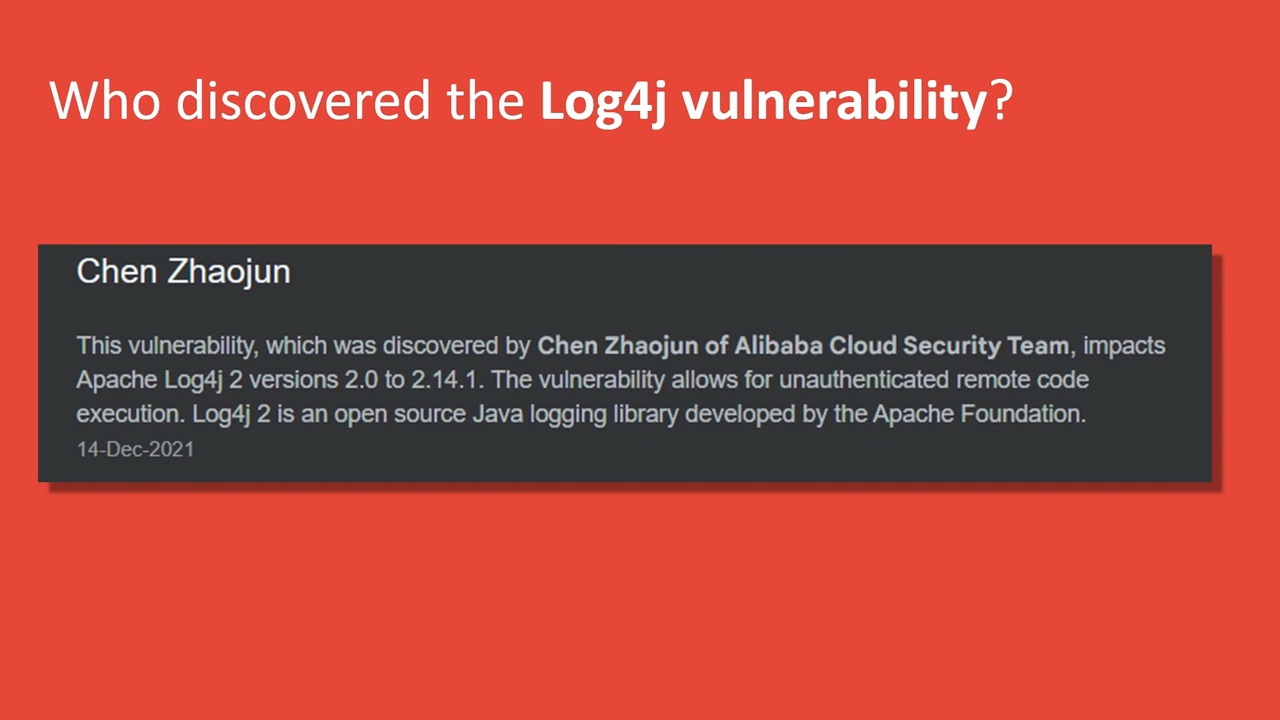 Who discovered the Log4j vulnerability?
Chen Zhaojun
This vulnerability, which was discovered by Chen Zhaojun of Alibaba Cloud Security Team, impacts
Apache Log4j 2 versions 2.0 to 2.14.1. The vulnerability allows for unauthenticated remote code
execution. Log4j 2 is an open source Java logging library developed by the Apache Foundation.
14-Dec-2021